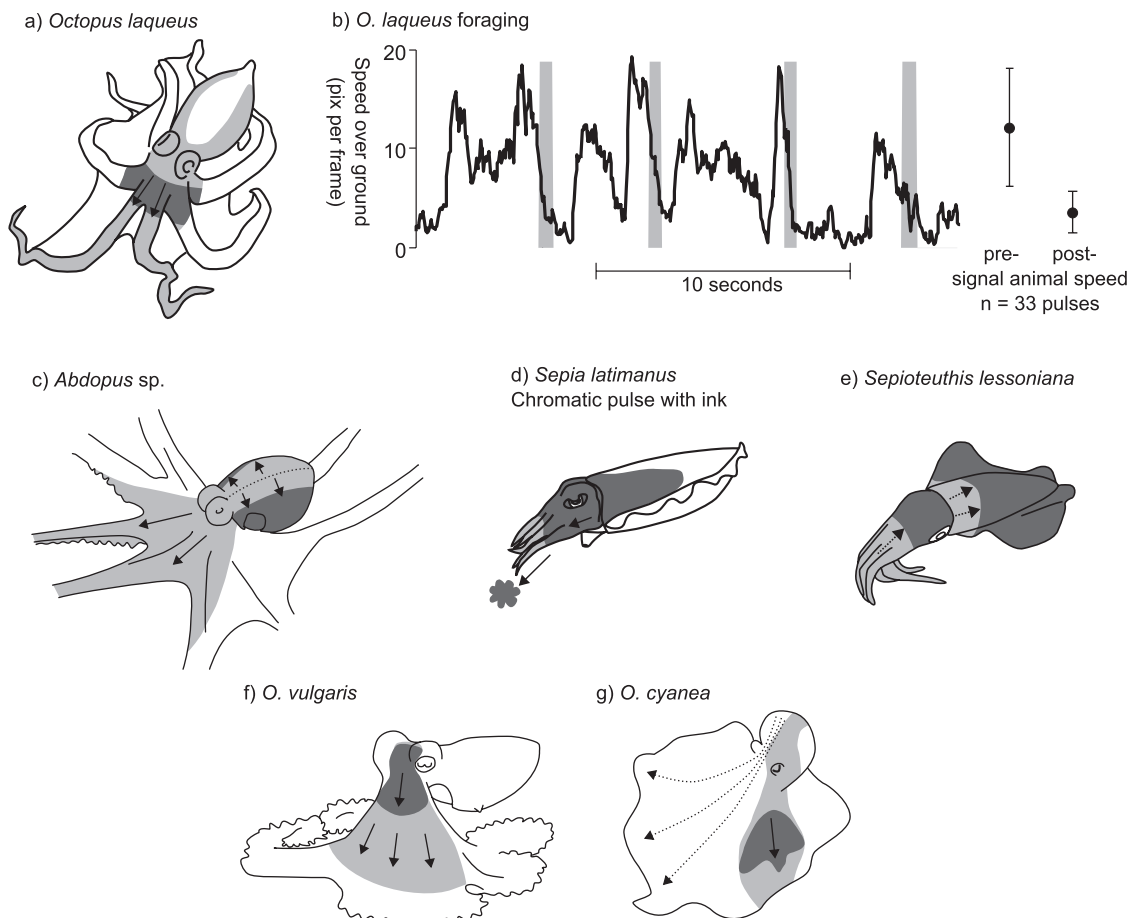 a) Octopus laqueus
b) O. laqueus foraging
Speed over ground
(pix per frame)
20
10
0
10 seconds
pre- post-
signal animal speed
n = 33 pulses
c) Abdopus sp.
d) Sepia latimanus
Chromatic pulse with ink
e) Sepioteuthis lessoniana
f) O. vulgaris
g) O. cyanea